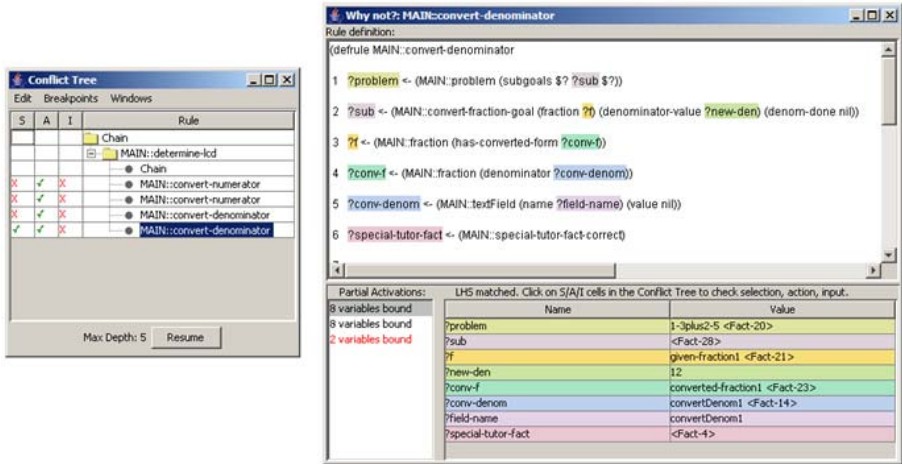 Conflict Tree
Edit Breakpoints Windows
S A I Rule
Chain
MAIN::determine-lcd
Chain
X ✓ X MAIN::convert-numerator
X ✓ X MAIN::convert-numerator
X ✓ X MAIN::convert-denominator
✓ ✓ X MAIN::convert-denominator
Max Depth: 5 Resume
Why not?: MAIN::convert-denominator
Rule definition:
(defrule MAIN::convert-denominator
1 ?problem <- (MAIN::problem (subgoals $? ?sub $?))
2 ?sub <- (MAIN::convert-fraction-goal (fraction ?f) (denominator-value ?new-den) (denom-done nil))
3 ?f <- (MAIN::fraction (has-converted-form ?conv-f))
4 ?conv-f <- (MAIN::fraction (denominator ?conv-denom))
5 ?conv-denom <- (MAIN::textField (name ?field-name) (value nil))
6 ?special-tutor-fact <- (MAIN::special-tutor-fact-correct)
Partial Activations:
8 variables bound
8 variables bound
2 variables bound
LHS matched. Click on S/A/I cells in the Conflict Tree to check selection, action, input.
Name Value
?problem 1-3plus2-5 <Fact-20>
?sub <Fact-28>
?f given-fraction1 <Fact-21>
?new-den 12
?conv-f converted-fraction1 <Fact-23>
?conv-denom convertDenom1 <Fact-14>
?field-name convertDenom1
?special-tutor-fact <Fact-4>